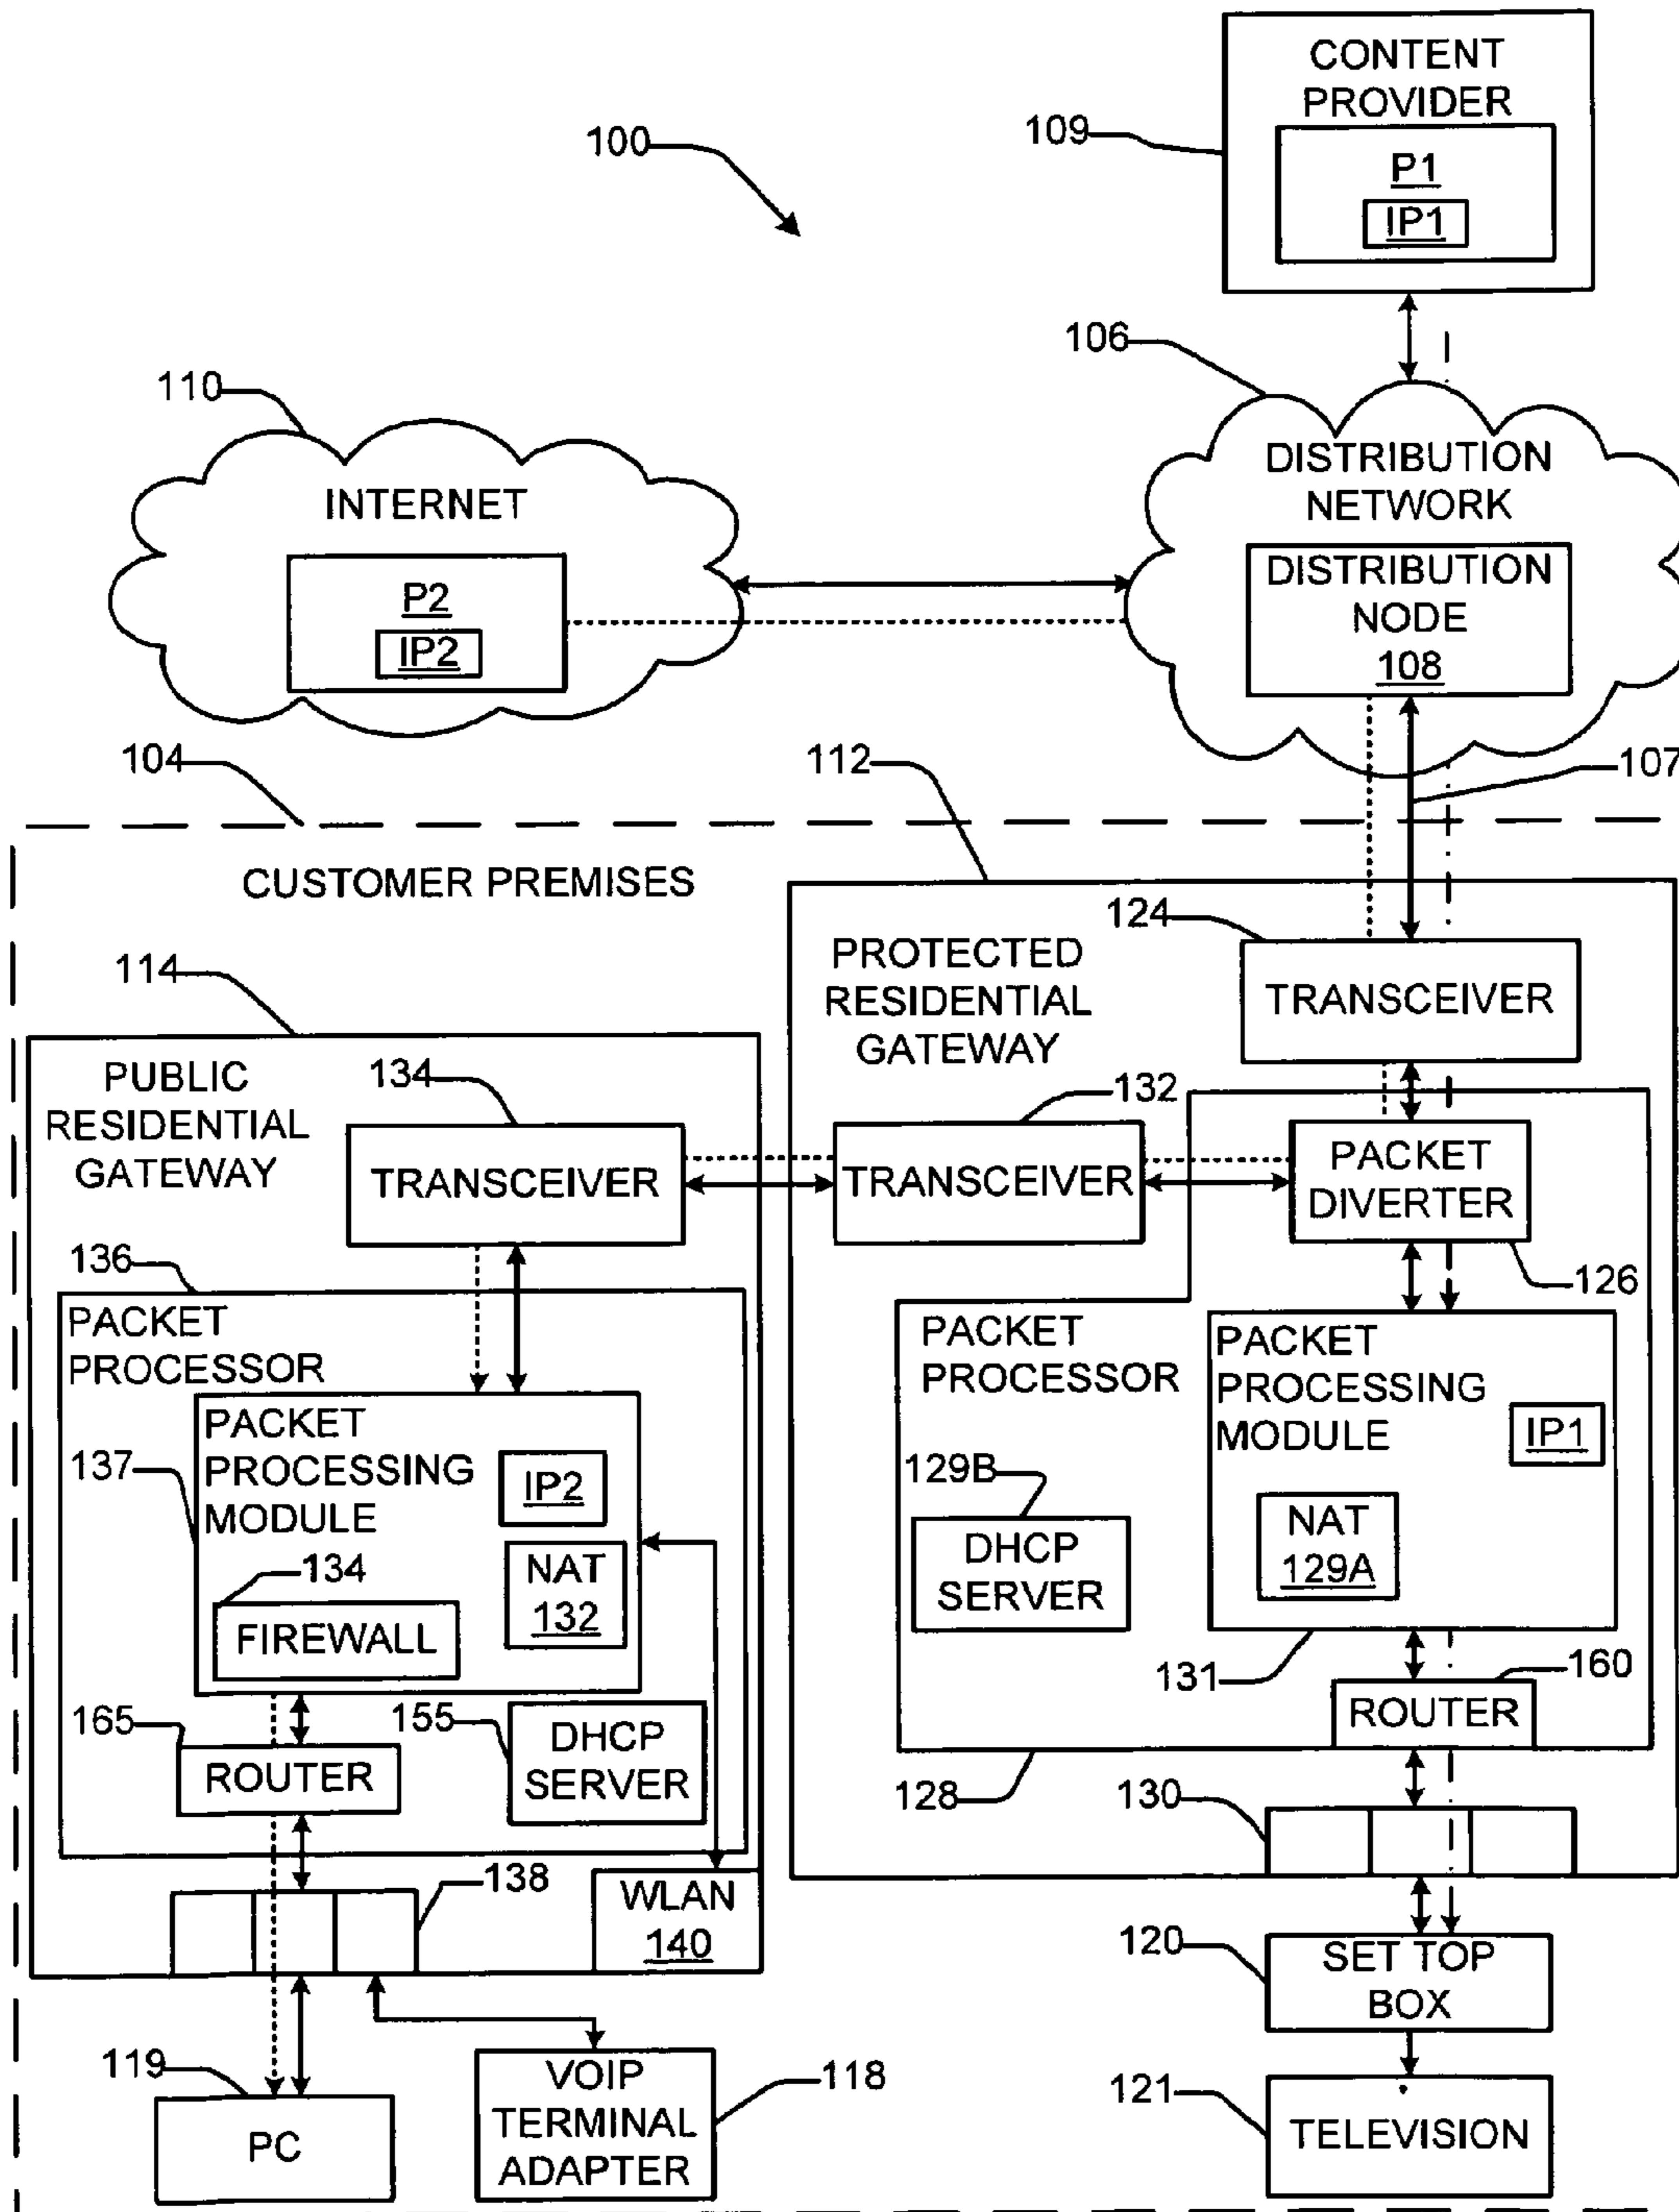 CONTENT
PROVIDER
109
P1
IP1
100
106
110
DISTRIBUTION
NETWORK
INTERNET
DISTRIBUTION
NODE
108
P2
IP2
104
112
107
CUSTOMER PREMISES
124
PROTECTED
RESIDENTIAL
GATEWAY
TRANSCEIVER
114
PUBLIC
RESIDENTIAL
GATEWAY
134
TRANSCEIVER
132
TRANSCEIVER
PACKET
DIVERTER
126
136
PACKET
PROCESSOR
PACKET
PROCESSING
MODULE
137
IP2
NAT
132
134
FIREWALL
165
ROUTER
155
DHCP
SERVER
138
WLAN
140
PACKET
PROCESSOR
PACKET
PROCESSING
MODULE
IP1
129B
DHCP
SERVER
NAT
129A
131
160
ROUTER
128
130
120
SET TOP
BOX
119
PC
VOIP
TERMINAL
ADAPTER
118
121
TELEVISION